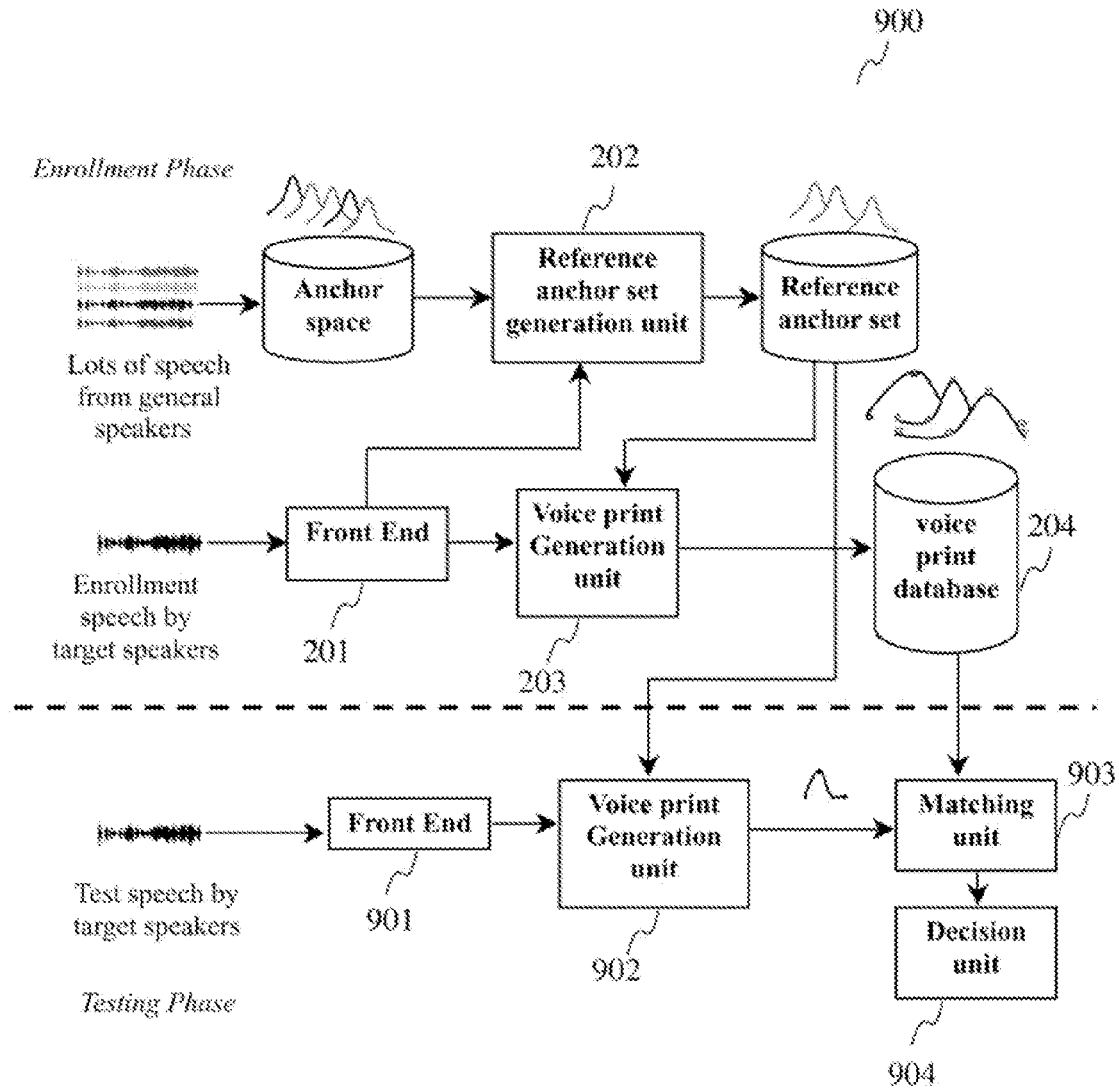 900
Enrollment Phase
202
Anchor
space
Reference
anchor set
generation unit
Reference
anchor set
Lots of speech
from general
speakers
Front End
Voice print
Generation
unit
voice
print
database
204
Enrollment
speech by
target speakers
201
203
Front End
Voice print
Generation
unit
Matching
unit
903
Test speech by
target speakers
901
902
Decision
unit
Testing Phase
904